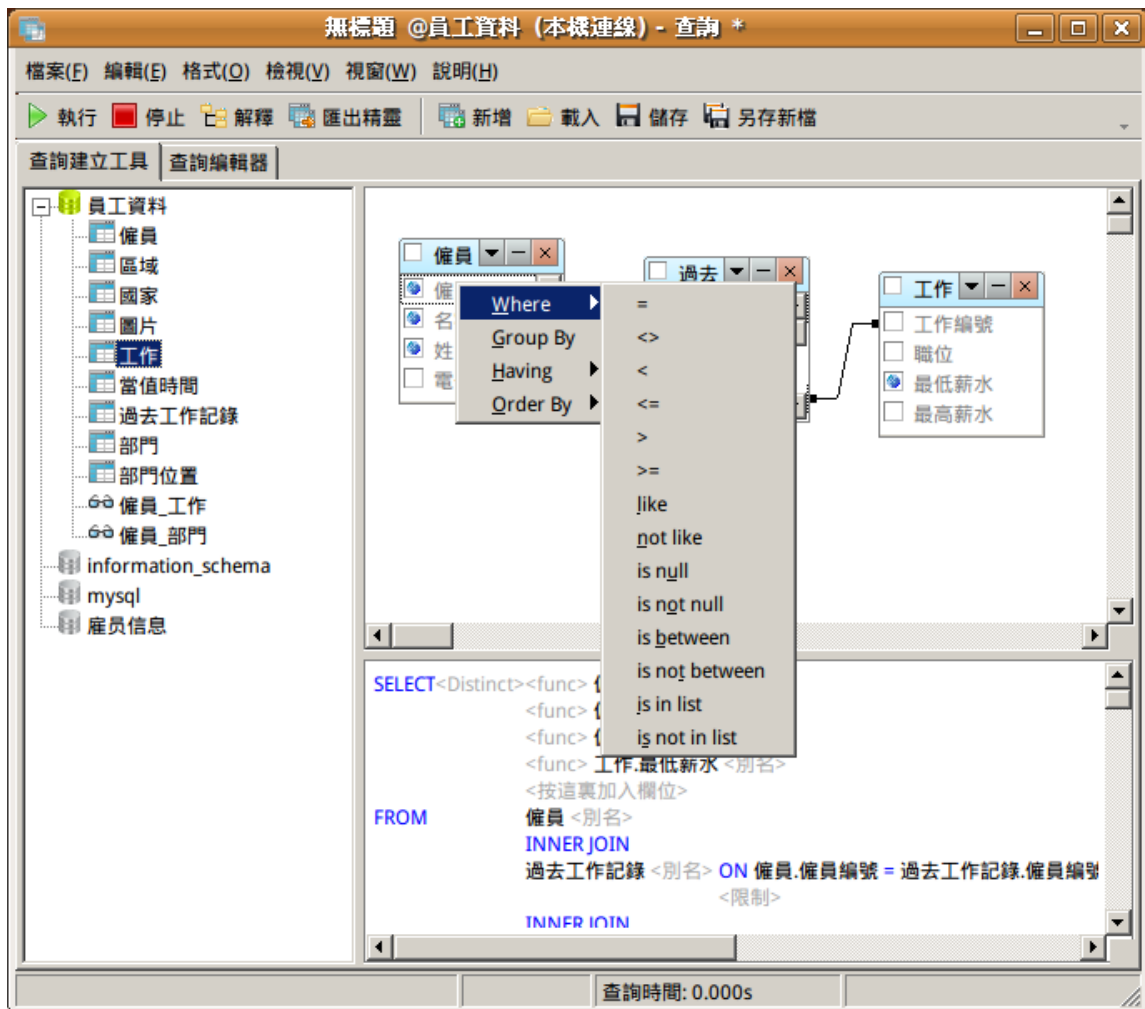 無標題 @員工資料 (本機連線) - 查詢 *
檔案(F) 編輯(E) 格式(O) 檢視(V) 視窗(W) 說明(H)
執行 停止 解釋 匯出精靈 新增 載入 儲存 另存新檔
查詢建立工具 查詢編輯器
員工資料
僱員
區域
國家
圖片
工作
當值時間
過去工作記錄
部門
部門位置
僱員_工作
僱員_部門
information_schema
mysql
雇员信息
僱員
僱
名
姓
電
過去
工作
工作編號
職位
最低薪水
最高薪水
Where
Group By
Having
Order By
=
<>
<
<=
>
>=
like
not like
is null
is not null
is between
is not between
is in list
is not in list
SELECT<Distinct><func>
<func>
<func>
<func> 工作.最低薪水 <別名>
<按這裏加入欄位>
FROM 僱員 <別名>
INNER JOIN
過去工作記錄 <別名> ON 僱員.僱員編號 = 過去工作記錄.僱員編號
<限制>
INNER JOIN
查詢時間: 0.000s